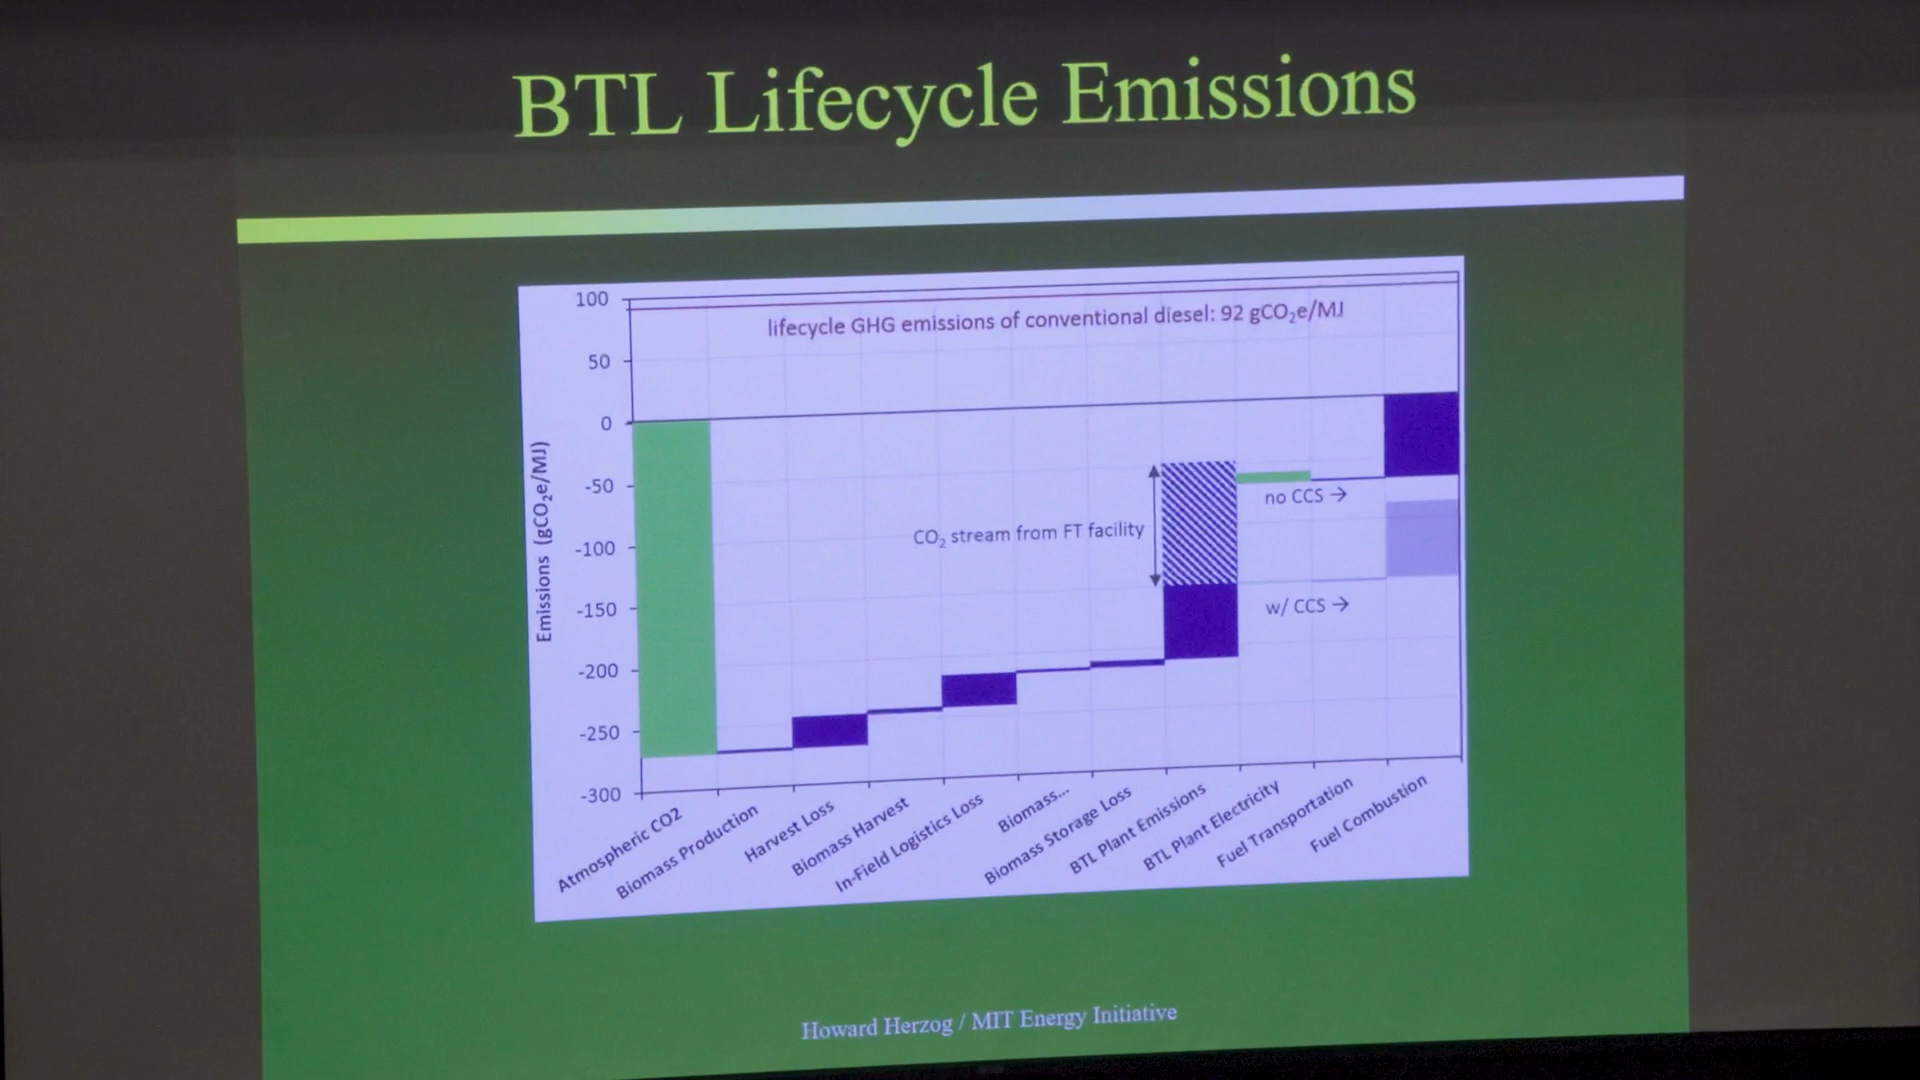 BTL Lifecycle Emissions
lifecycle GHG emissions of conventional diesel: 92 gCO₂e/MJ
100
50
0
-50
-100
-150
-200
-250
-300
Emissions (gCO₂e/MJ)
CO₂ stream from FT facility
no CCS →
w/ CCS →
Atmospheric CO2
Biomass Production
Harvest Loss
Biomass Harvest
In-Field Logistics Loss
Biomass...
Biomass Storage Loss
BTL Plant Emissions
BTL Plant Electricity
Fuel Transportation
Fuel Combustion
Howard Herzog / MIT Energy Initiative